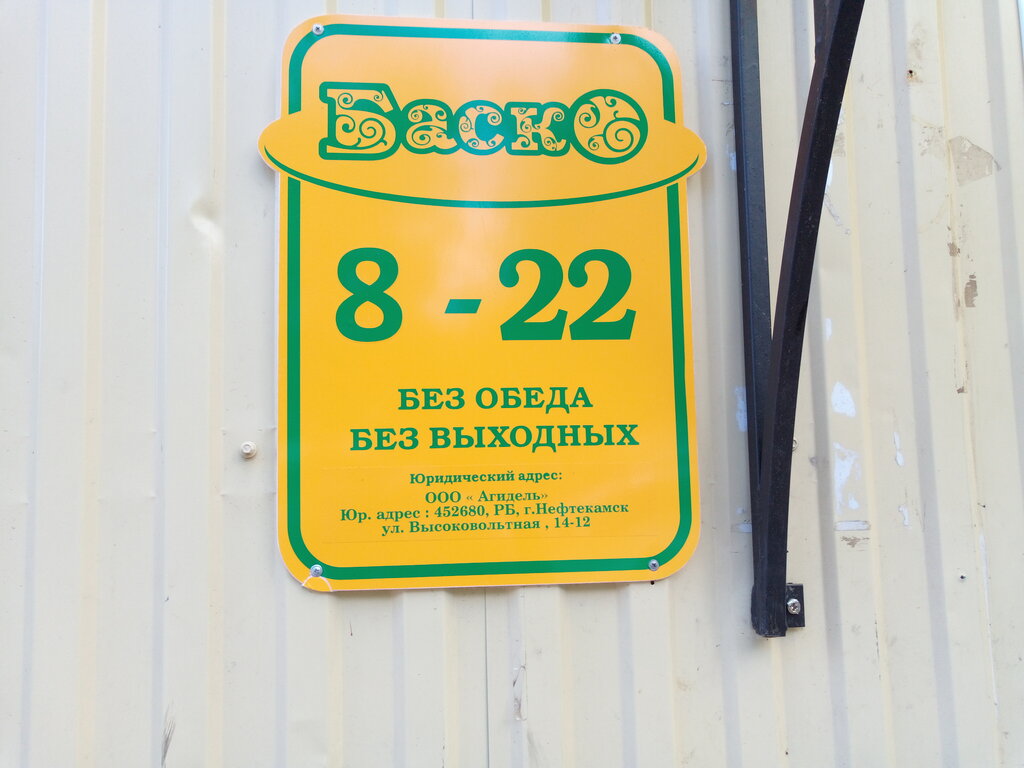 Баско
8 - 22
БЕЗ ОБЕДА
БЕЗ ВЫХОДНЫХ
Юридический адрес:
ООО « Агидель»
Юр. адрес : 452680, РБ, г.Нефтекамск
ул. Высоковольтная , 14-12